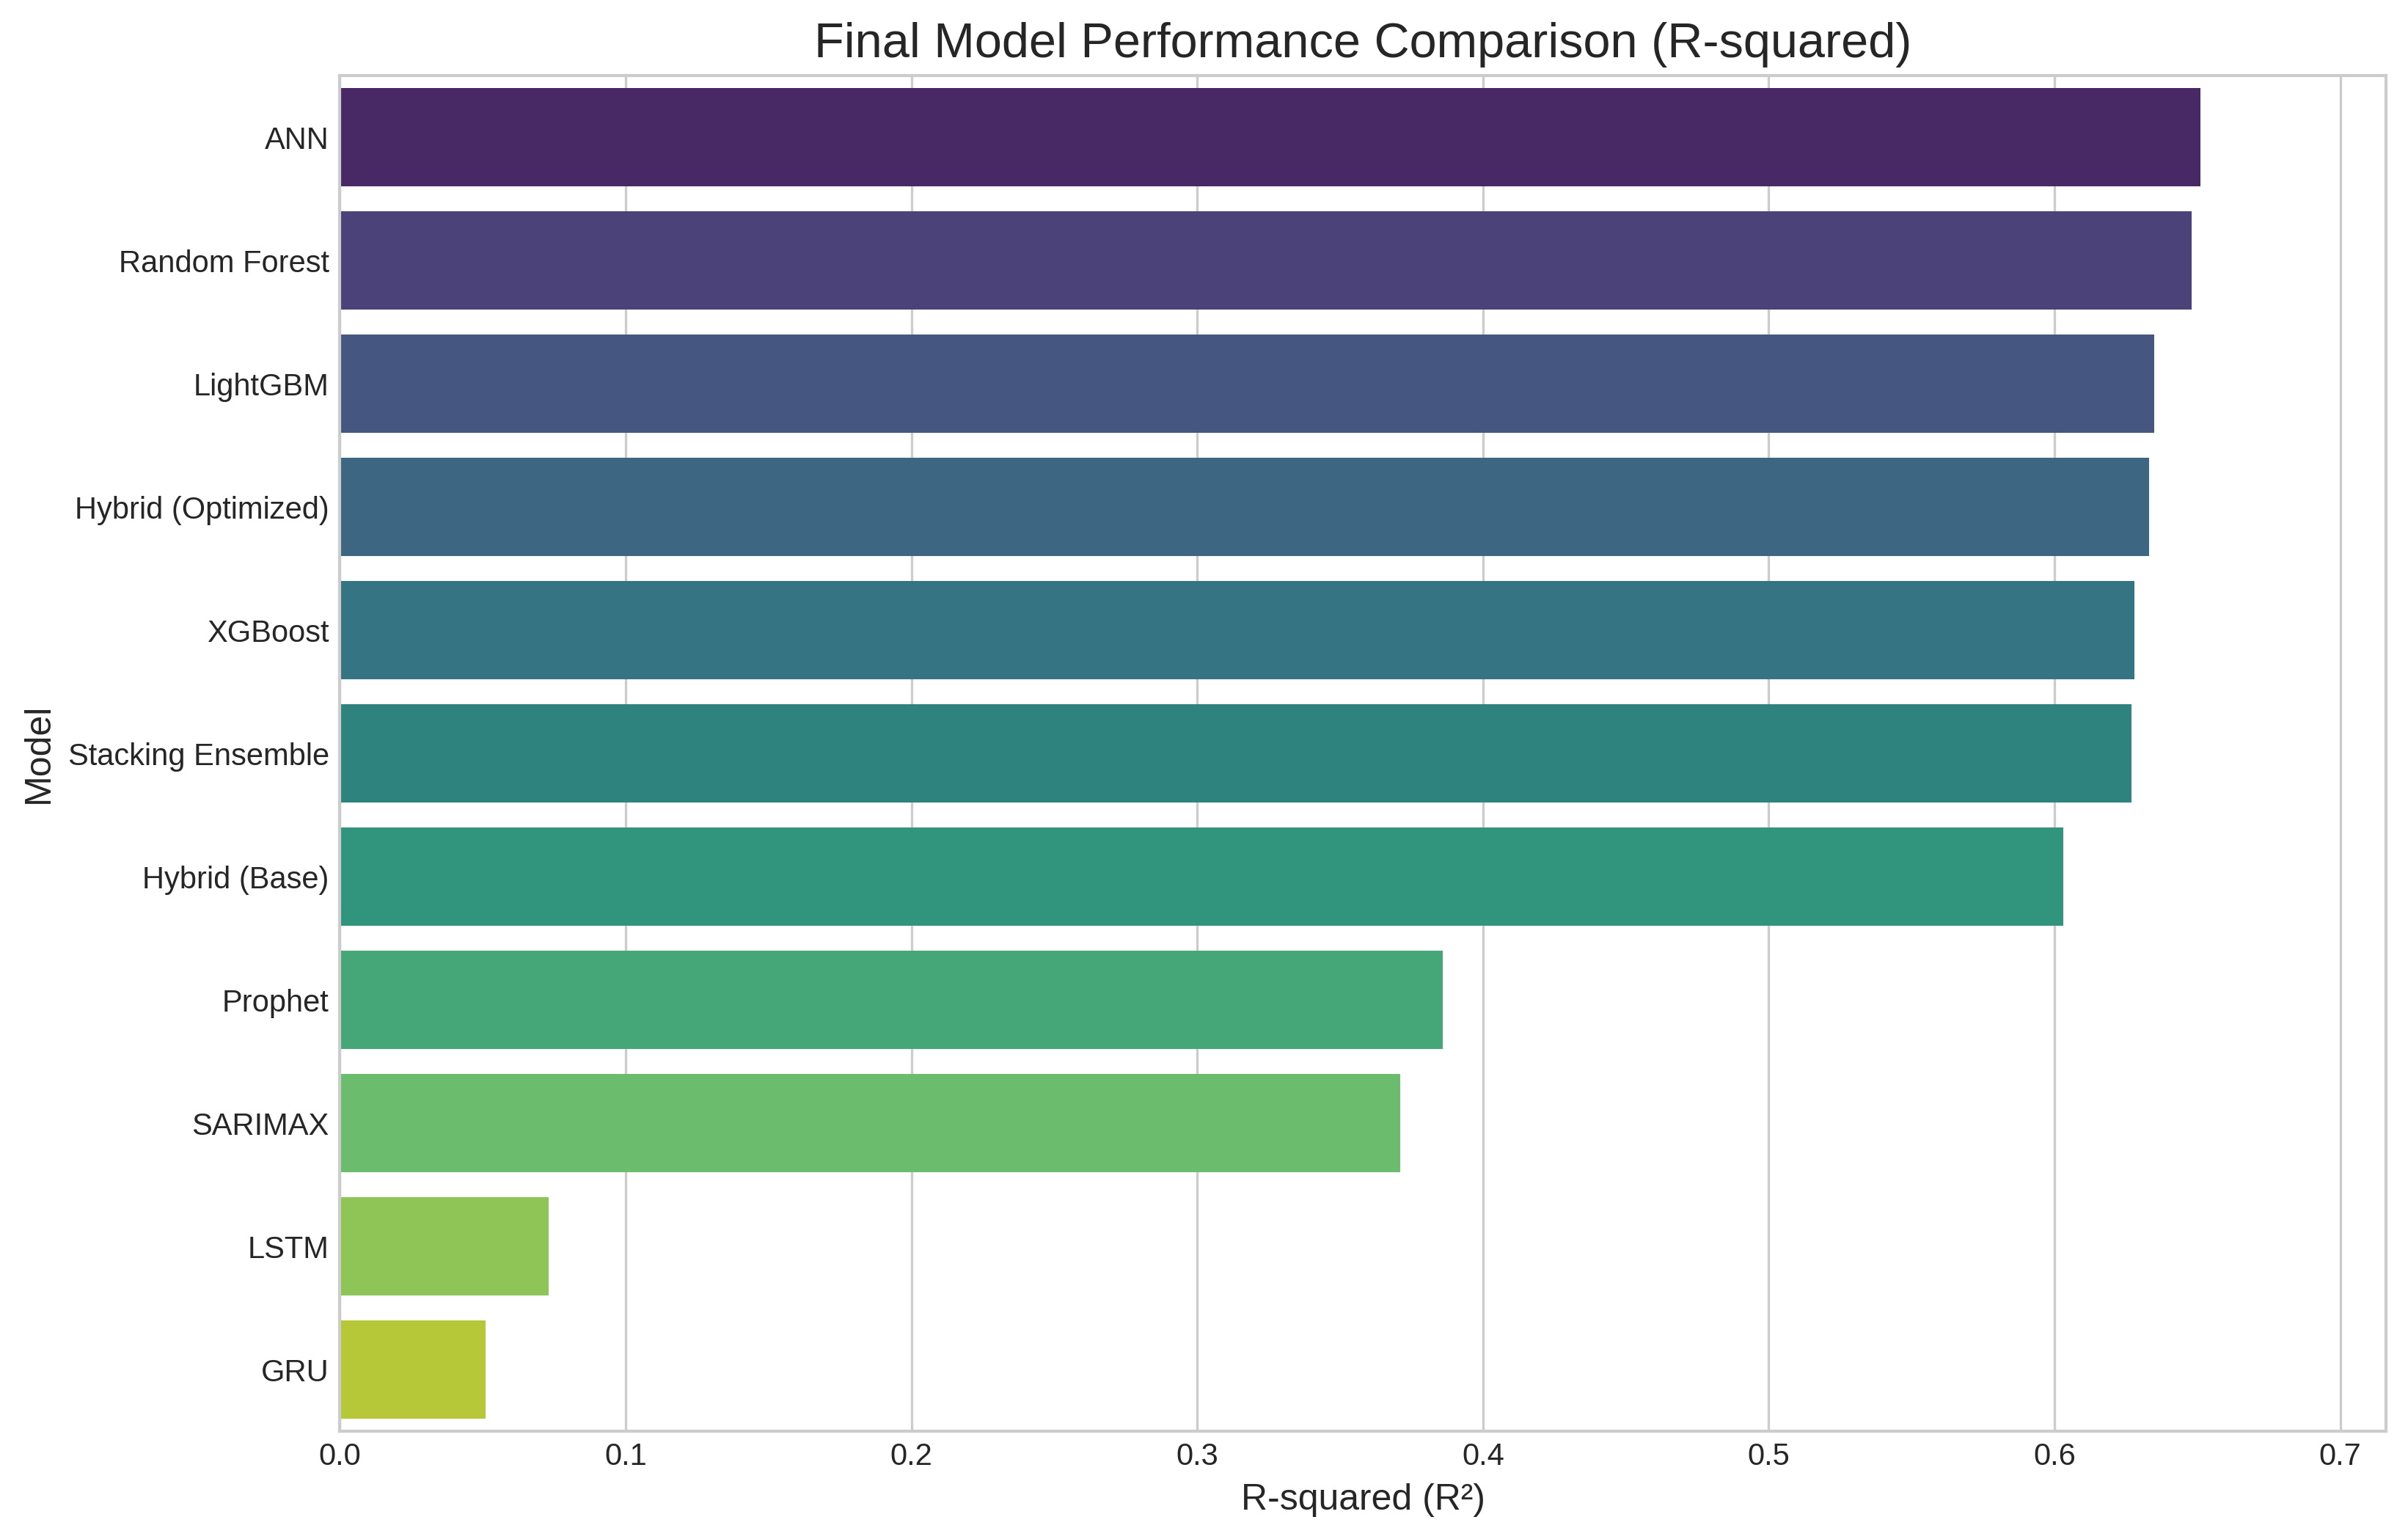 Final Model Performance Comparison (R-squared)
Model
ANN
Random Forest
LightGBM
Hybrid (Optimized)
XGBoost
Stacking Ensemble
Hybrid (Base)
Prophet
SARIMAX
LSTM
GRU
0.0 0.1 0.2 0.3 0.4 0.5 0.6 0.7
R-squared (R²)